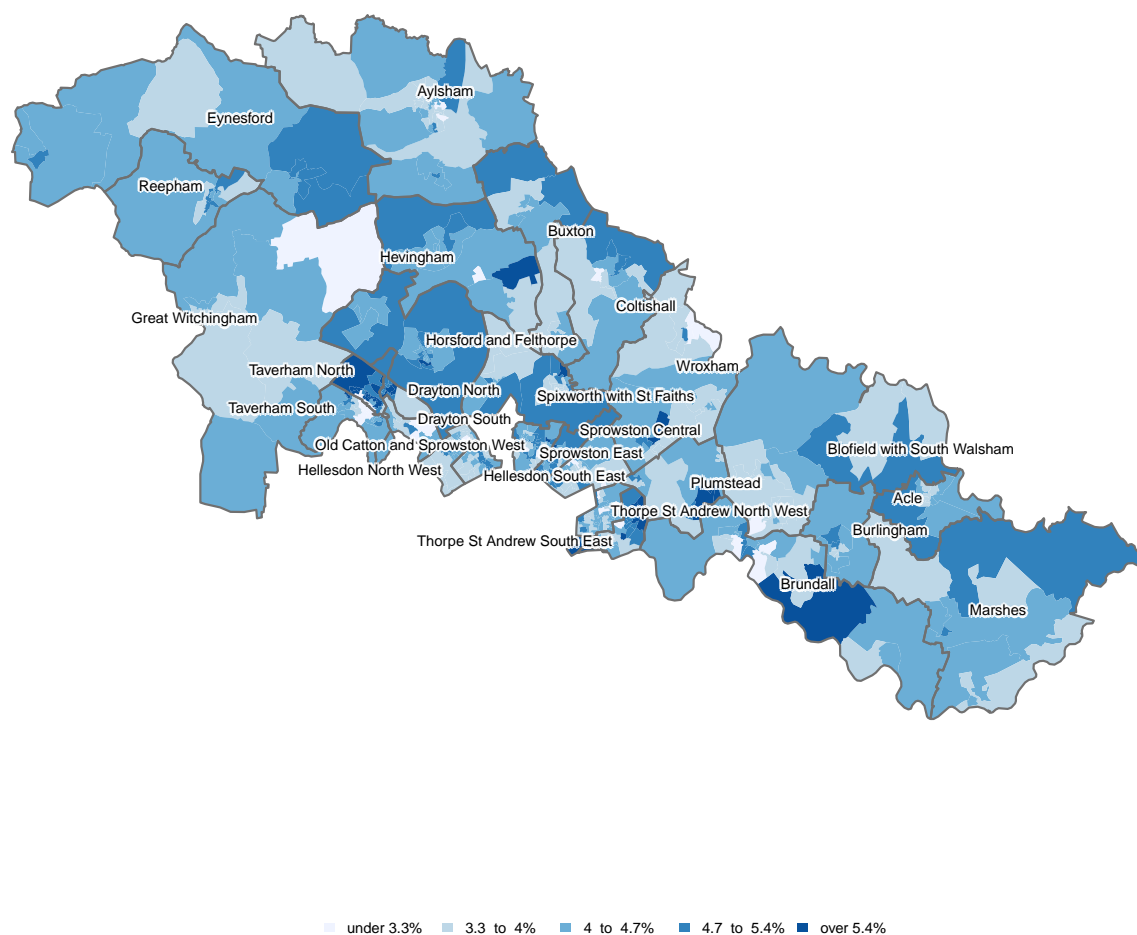 Aylsham
Eynesford
Reepham
Buxton
Hevingham
Coltishall
Great Witchingham
Horsford and Felthorpe
Wroxham
Taverham North
Drayton North
Spixworth with St Faiths
Taverham South
Drayton South
Sprowston Central
Old Catton and Sprowston West
Sprowston East
Blofield with South Walsham
Hellesdon North West
Hellesdon South East
Plumstead
Acle
Thorpe St Andrew North West
Burlingham
Thorpe St Andrew South East
Brundall
Marshes
under 3.3% 3.3 to 4% 4 to 4.7% 4.7 to 5.4% over 5.4%